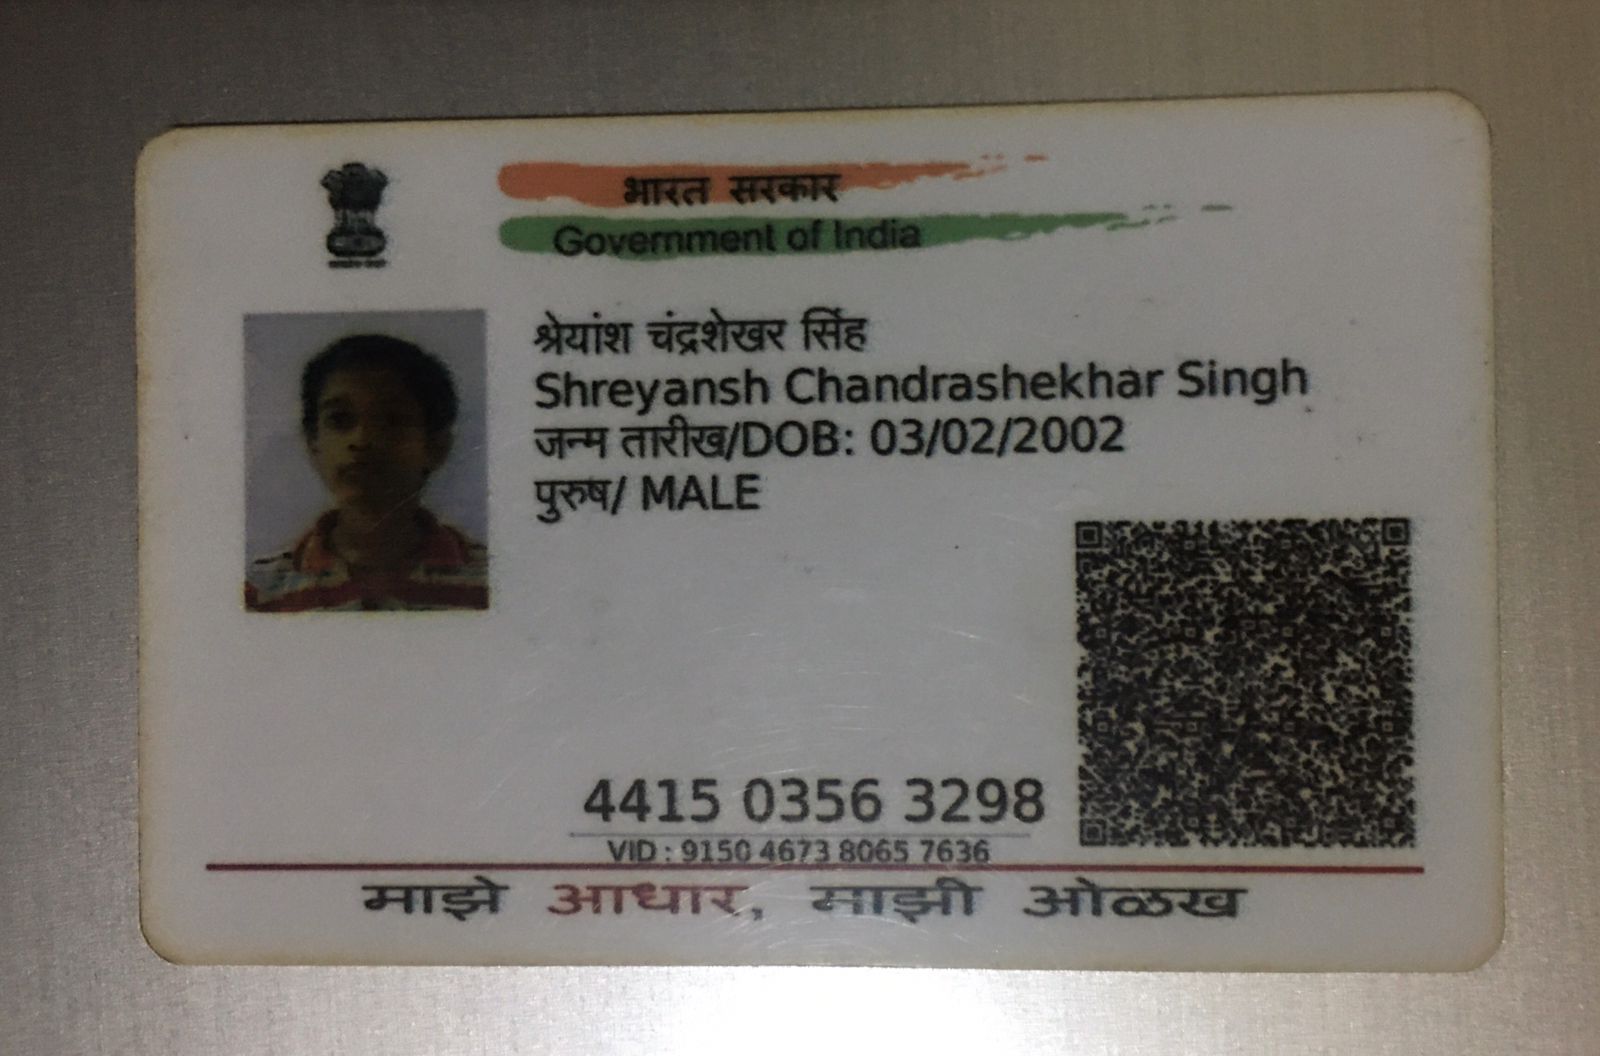 भारत सरकार
Government of India
श्रेयांश चंद्रशेखर सिंह
Shreyansh Chandrashekhar Singh
जन्म तारीख/DOB: 03/02/2002
पुरुष/ MALE
4415 0356 3298
VID : 9150 4673 8065 7636
माझे आधार, माझी ओळख